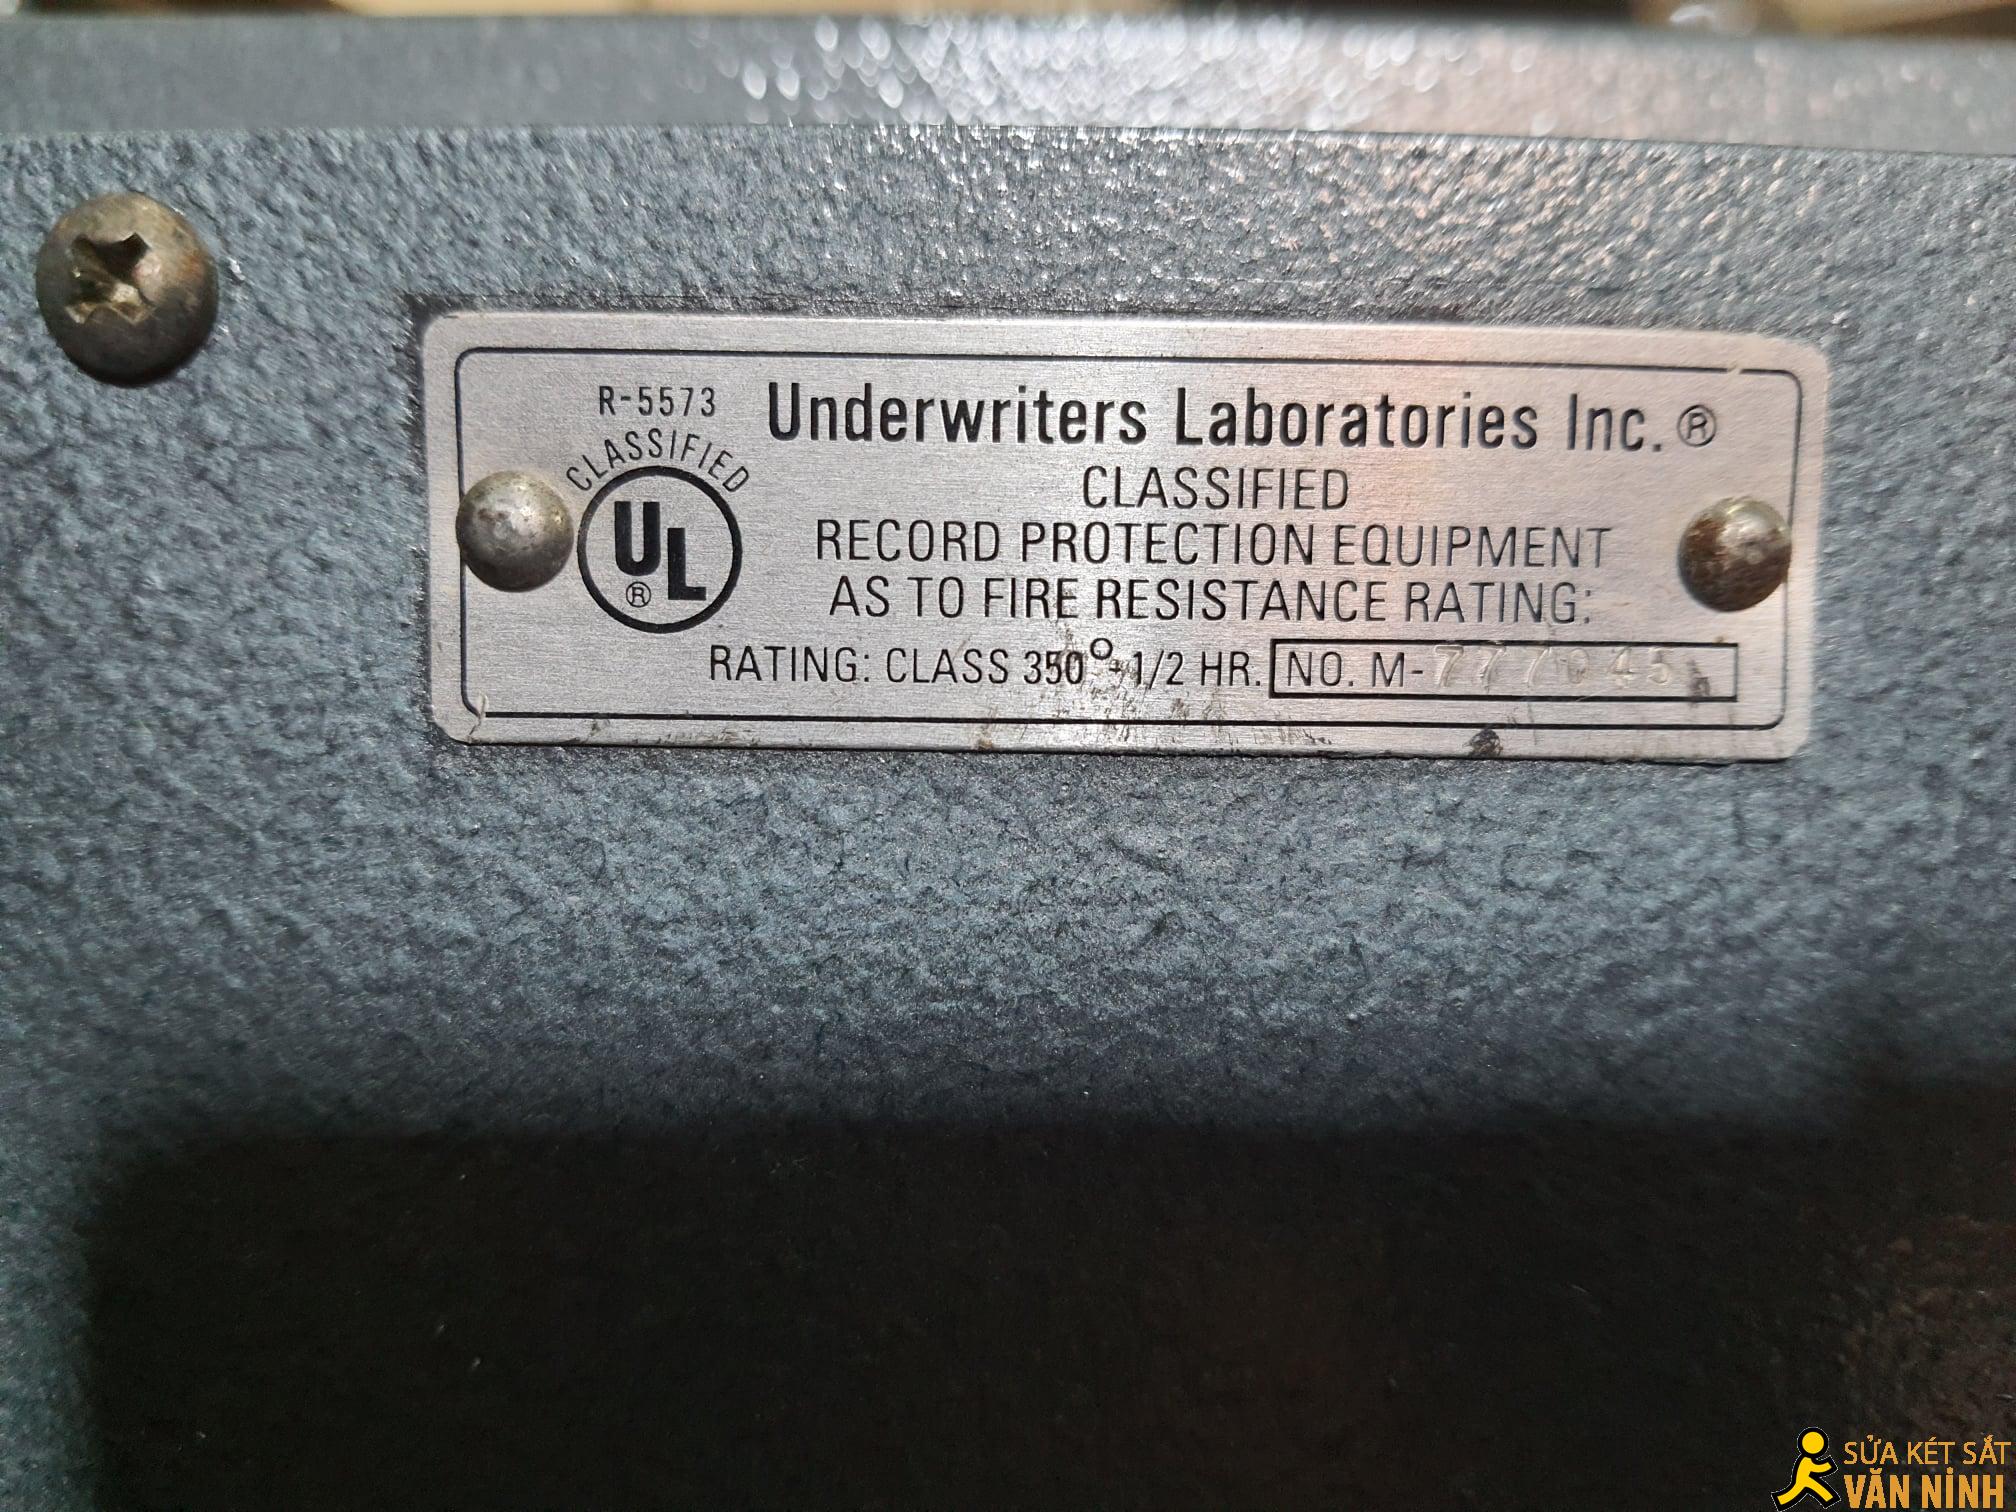 R-5573
CLASSIFIED
UL
®
Underwriters Laboratories Inc.®
CLASSIFIED
RECORD PROTECTION EQUIPMENT
AS TO FIRE RESISTANCE RATING:
RATING: CLASS 350°-1/2 HR. NO. M-777045
SỬA KÉT SẮT
VĂN NINH